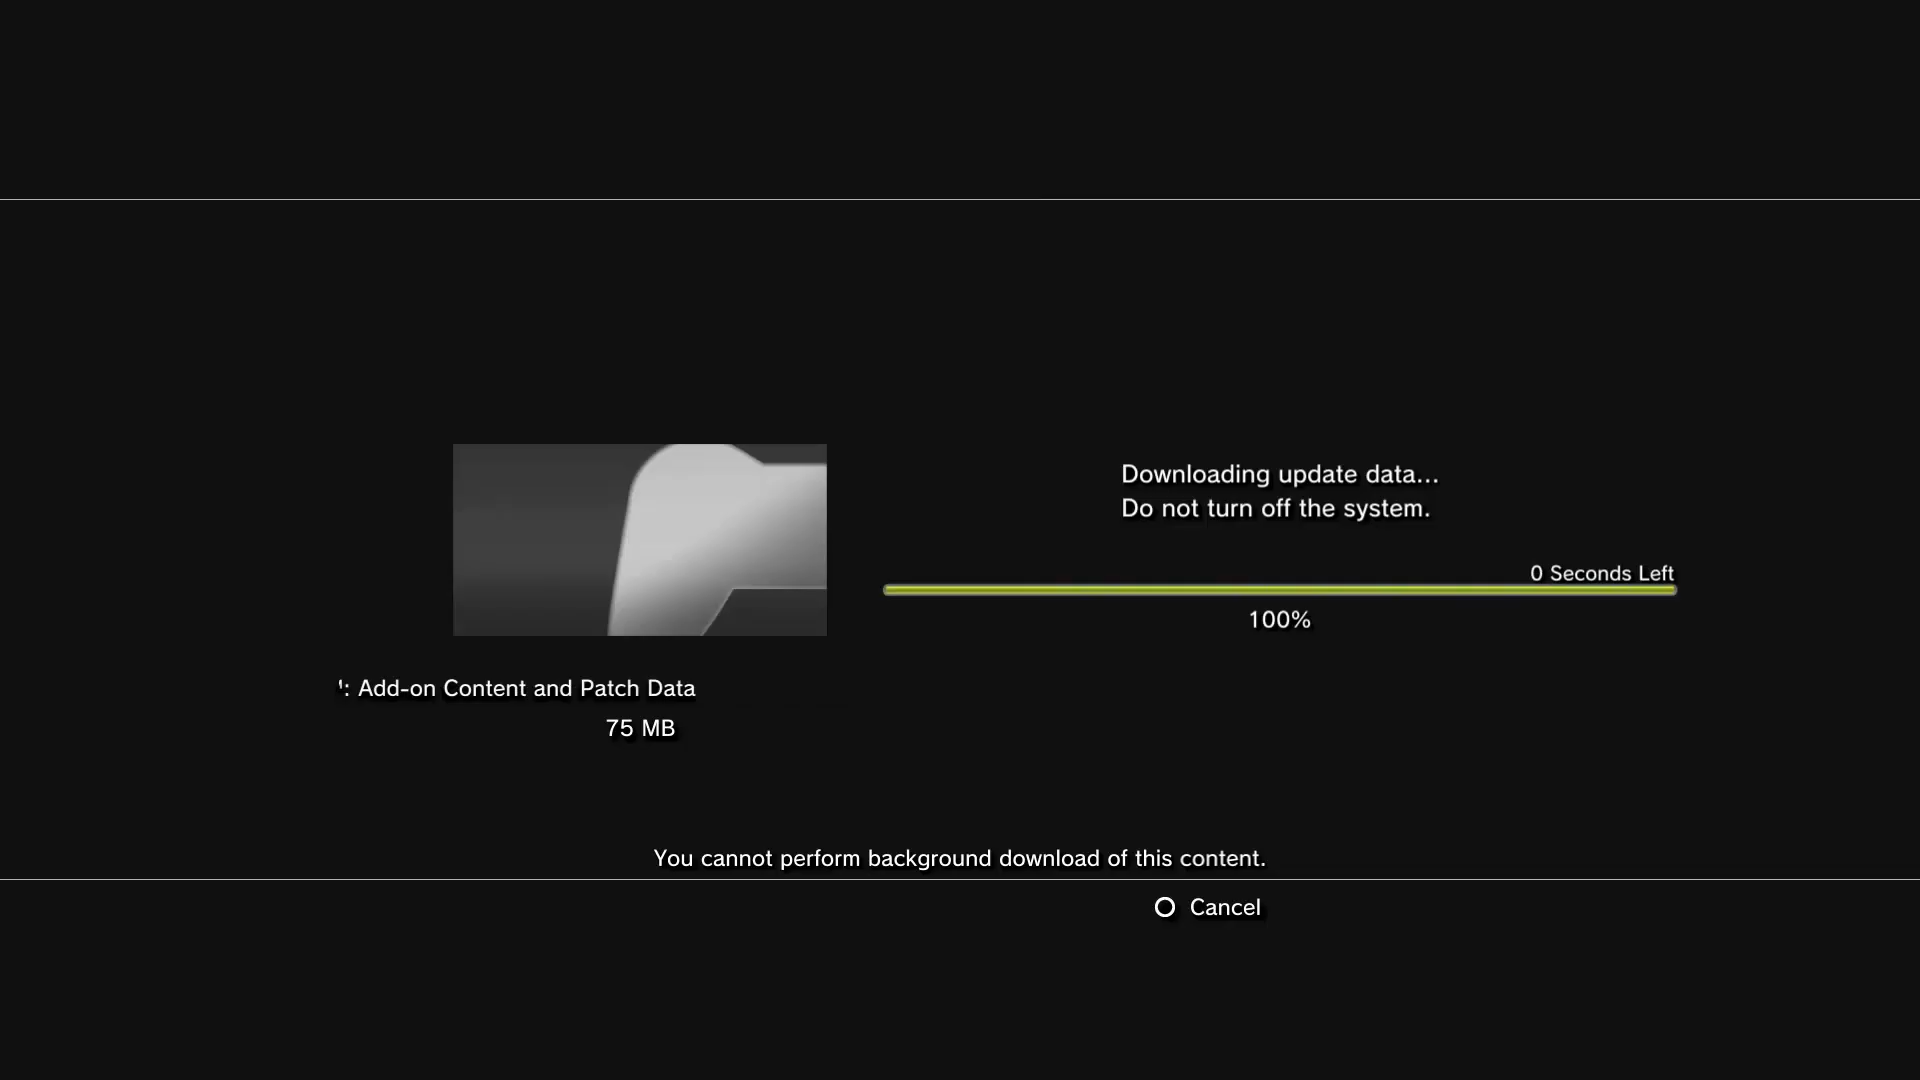 Downloading update data...
Do not turn off the system.
0 Seconds Left
100%
: Add-on Content and Patch Data
75 MB
You cannot perform background download of this content.
Cancel